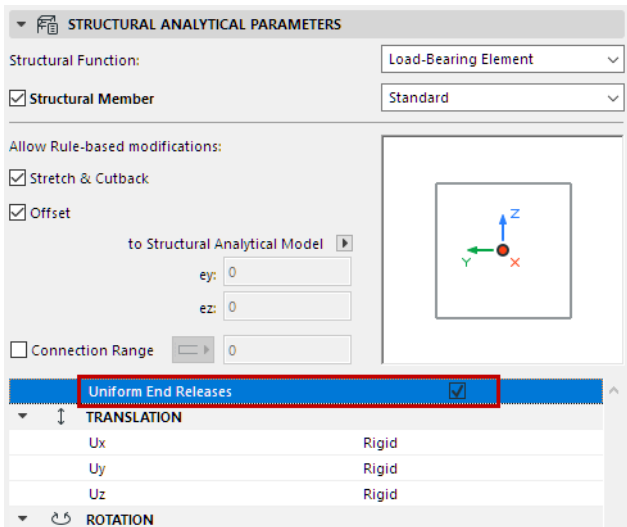 STRUCTURAL ANALYTICAL PARAMETERS
Structural Function: Load-Bearing Element
Structural Member Standard
Allow Rule-based modifications:
Stretch & Cutback
Offset
to Structural Analytical Model
ey: 0
ez: 0
Z
Y X
Connection Range 0
Uniform End Releases
TRANSLATION
Ux Rigid
Uy Rigid
Uz Rigid
ROTATION